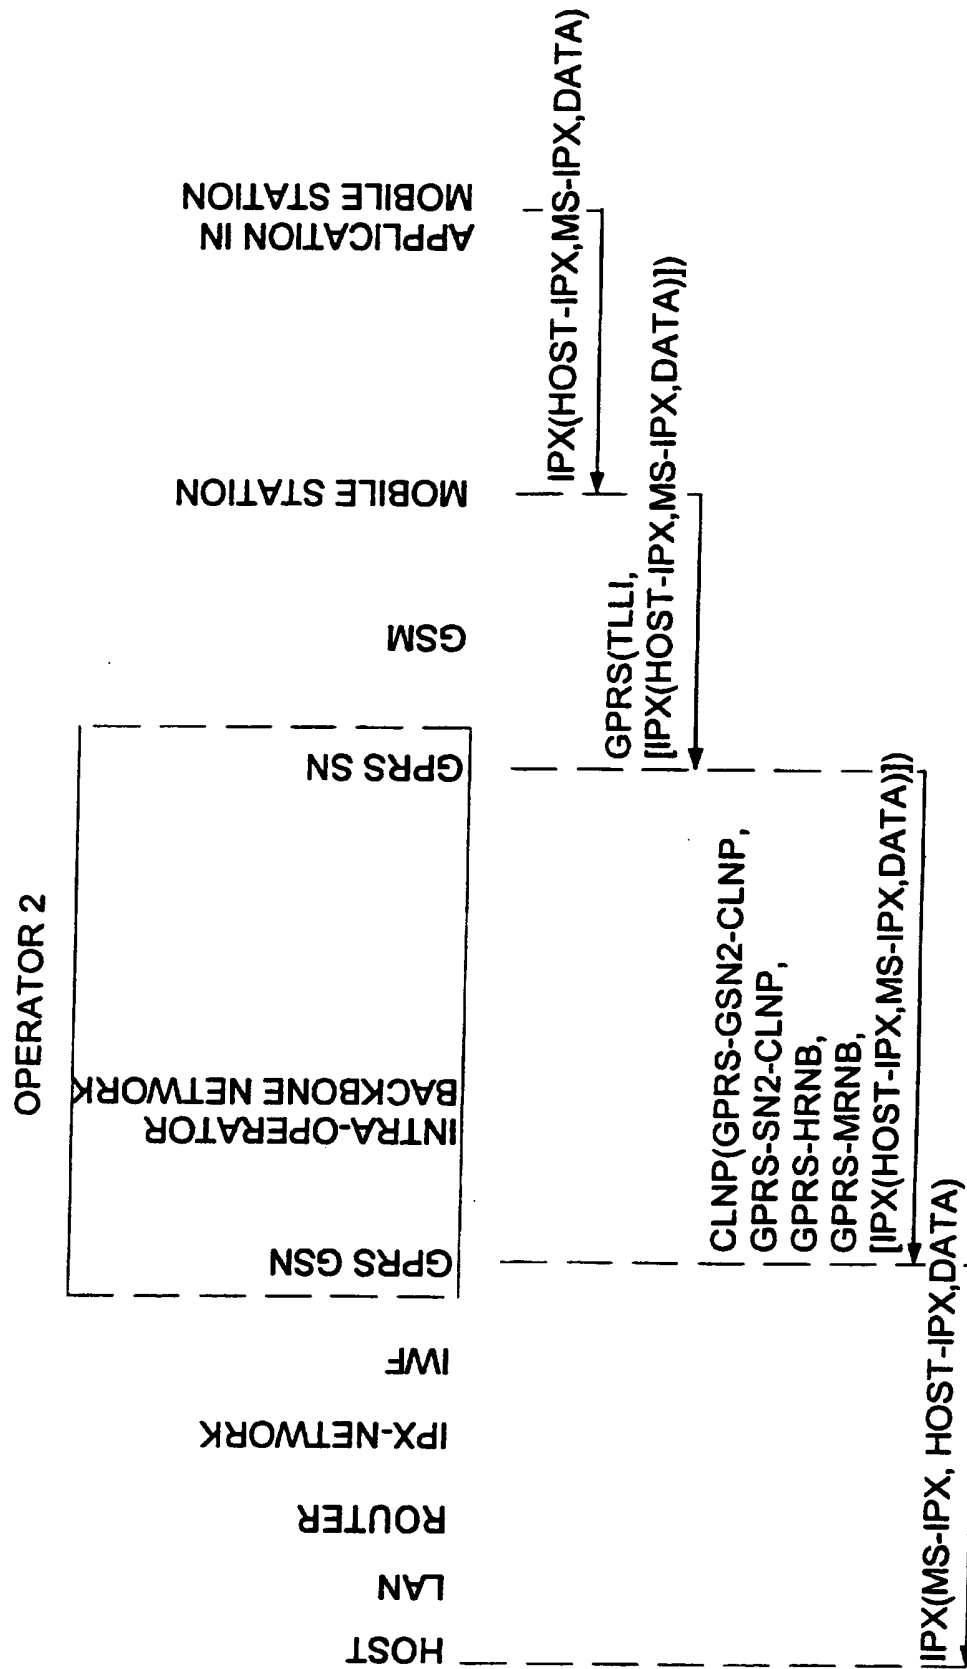 OPERATOR 2
HOST
LAN
ROUTER
IPX-NETWORK
IWF
GPRS GSN
INTRA-OPERATOR
BACKBONE NETWORK
GPRS SN
GSM
MOBILE STATION
APPLICATION IN
MOBILE STATION
IPX(HOST-IPX,MS-IPX,DATA)
GPRS(TLLI,
[IPX(HOST-IPX,MS-IPX,DATA)])
CLNP(GPRS-GSN2-CLNP,
GPRS-SN2-CLNP,
GPRS-HRNB,
GPRS-MRNB,
[IPX(HOST-IPX,MS-IPX,DATA)])
IPX(MS-IPX, HOST-IPX,DATA)